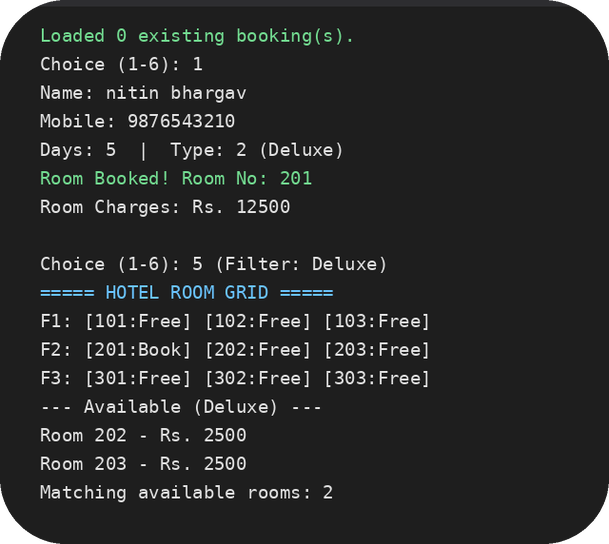 Loaded 0 existing booking(s).
Choice (1-6): 1
Name: nitin bhargav
Mobile: 9876543210
Days: 5  |  Type: 2 (Deluxe)
Room Booked! Room No: 201
Room Charges: Rs. 12500
Choice (1-6): 5 (Filter: Deluxe)
===== HOTEL ROOM GRID =====
F1: [101:Free] [102:Free] [103:Free]
F2: [201:Book] [202:Free] [203:Free]
F3: [301:Free] [302:Free] [303:Free]
--- Available (Deluxe) ---
Room 202 - Rs. 2500
Room 203 - Rs. 2500
Matching available rooms: 2